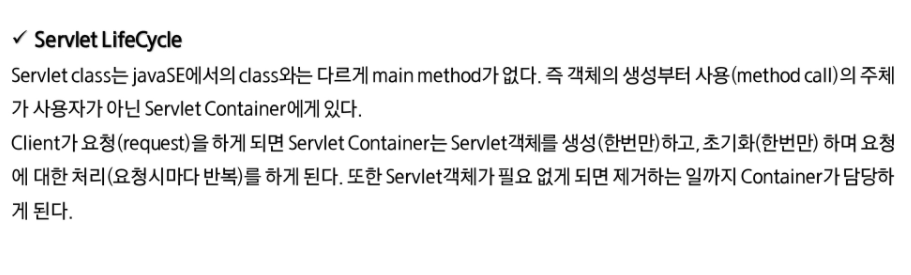 ✓ Servlet LifeCycle
Servlet class는 javaSE에서의 class와는 다르게 main method가 없다. 즉 객체의 생성부터 사용(method call)의 주체
가 사용자가 아닌 Servlet Container에게 있다.
Client가 요청(request)을 하게 되면 Servlet Container는 Servlet객체를 생성(한번만)하고, 초기화(한번만) 하며 요청
에 대한 처리(요청시마다 반복)를 하게 된다. 또한 Servlet객체가 필요 없게 되면 제거하는 일까지 Container가 담당하
게 된다.